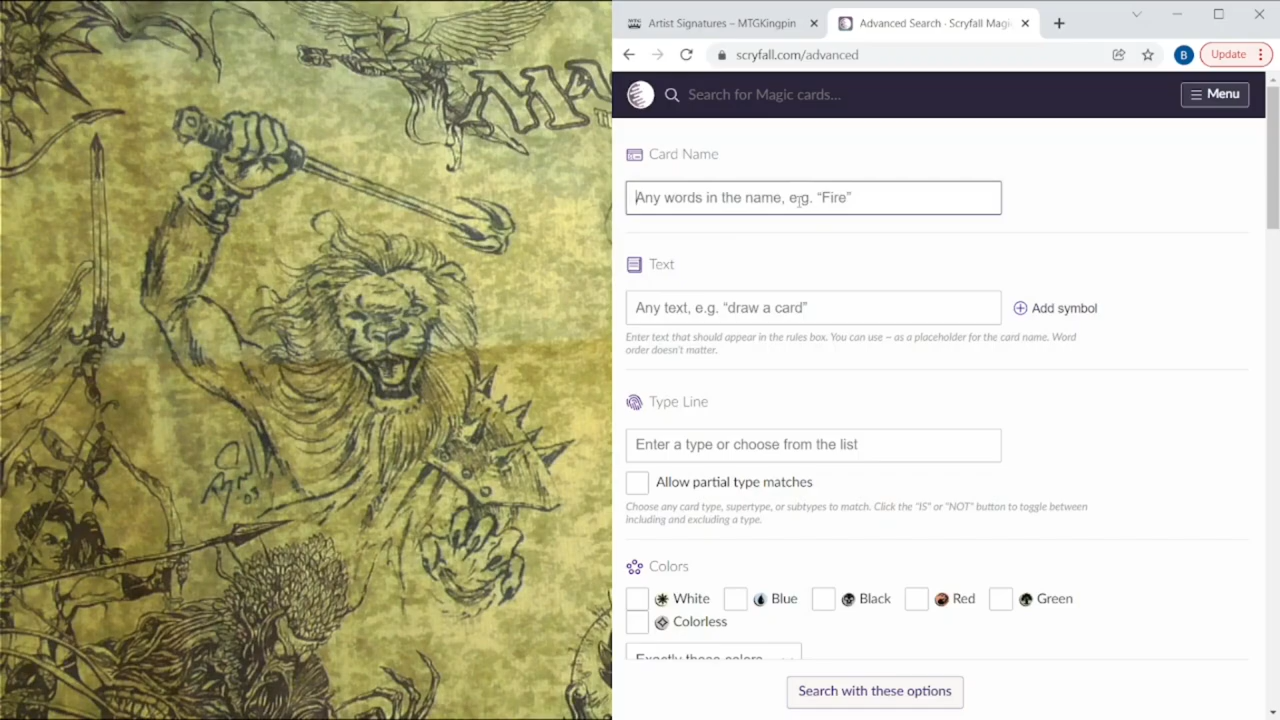 Artist Signatures – MTGKingpin
Advanced Search · Scryfall Magic
scryfall.com/advanced
B
Update
Search for Magic cards...
Menu
Card Name
Any words in the name, e.g. “Fire”
Text
Any text, e.g. “draw a card”
Add symbol
Enter text that should appear in the rules box. You can use ~ as a placeholder for the card name. Word
order doesn't matter.
Type Line
Enter a type or choose from the list
Allow partial type matches
Choose any card type, supertype, or subtypes to match. Click the "IS" or "NOT" button to toggle between
including and excluding a type.
Colors
White
Blue
Black
Red
Green
Colorless
Exactly these colors
Search with these options